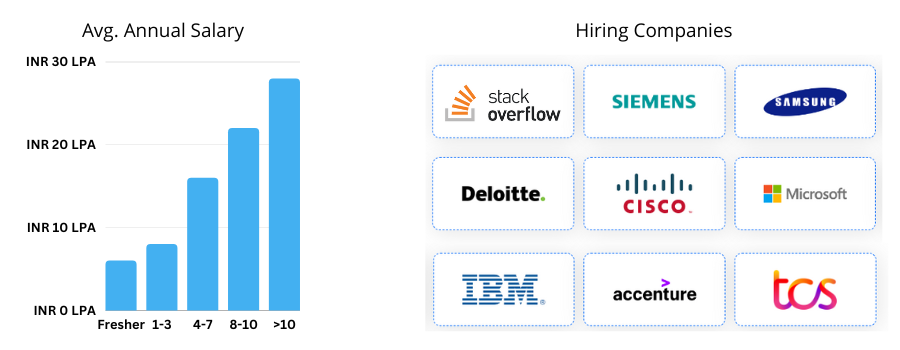 Avg. Annual Salary
INR 30 LPA
INR 20 LPA
INR 10 LPA
INR 0 LPA
Fresher 1-3 4-7 8-10 >10
Hiring Companies
stack
overflow
SIEMENS
SAMSUNG
Deloitte.
CISCO™
Microsoft
IBM®
accenture
tcs